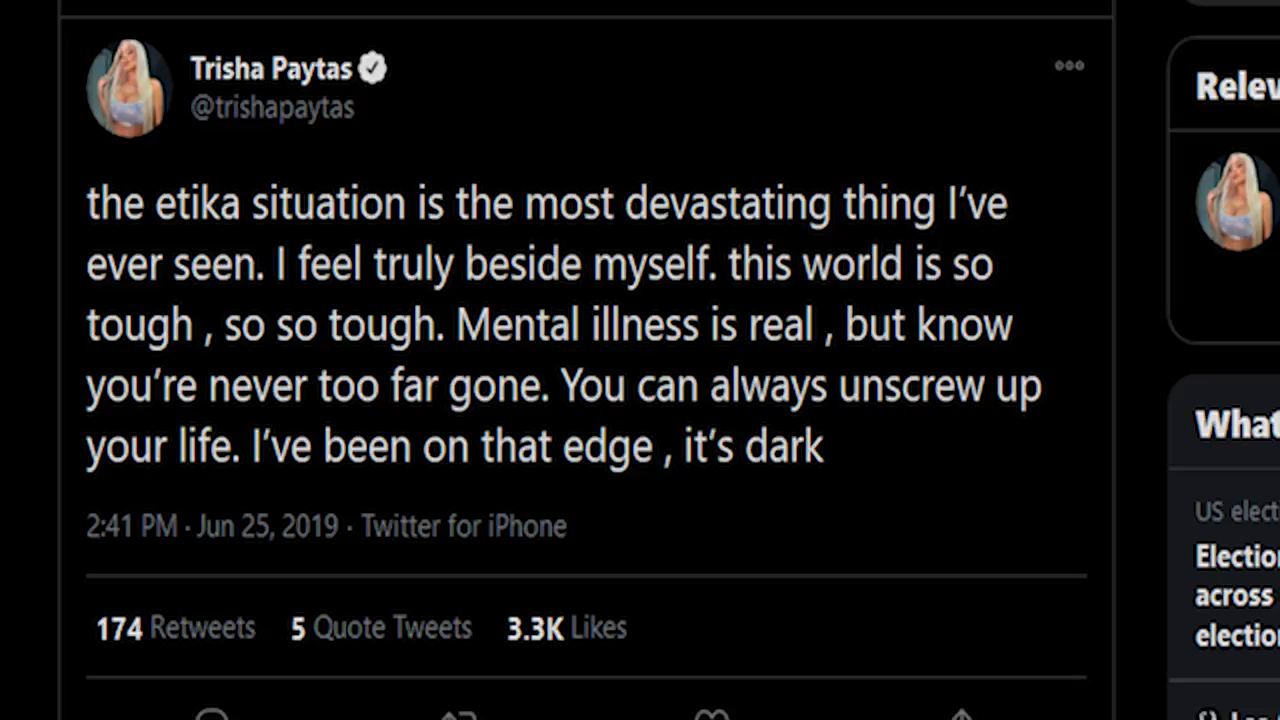 Trisha Paytas
@trishapaytas
the etika situation is the most devastating thing I’ve
ever seen. I feel truly beside myself. this world is so
tough , so so tough. Mental illness is real , but know
you’re never too far gone. You can always unscrew up
your life. I’ve been on that edge , it’s dark
2:41 PM · Jun 25, 2019 · Twitter for iPhone
174 Retweets 5 Quote Tweets 3.3K Likes
Relev
What
US elect
Election
across
election